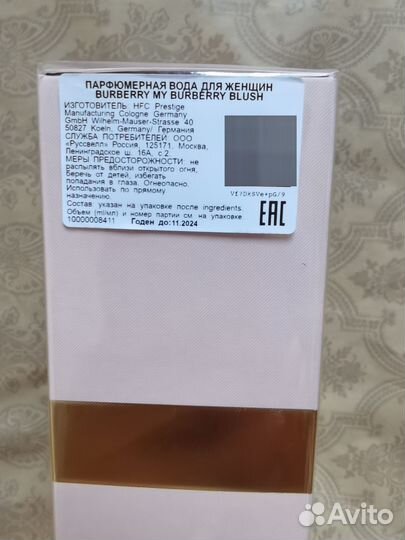 ПАРФЮМЕРНАЯ ВОДА ДЛЯ ЖЕНЩИН
BURBERRY MY BURBERRY BLUSH
ИЗГОТОВИТЕЛЬ: HFC Prestige
Manufacturing Cologne Germany
GmbH Wilhelm-Mauser-Strasse 40
50827 Koeln, Germany/ Германия
СЛУЖБА ПОТРЕБИТЕЛЕЙ: ООО
«Руссвелл» Россия, 125171, Москва,
Ленинградское ш. 16А, с.2.
МЕРЫ ПРЕДОСТОРОЖНОСТИ: не
распылять вблизи открытого огня.
Беречь от детей, избегать
попадания в глаза. Огнеопасно.
Использовать по прямому
назначению
Состав: указан на упаковке после ingredients
Объем (ml/мл) и номер партии см. на упаковке
10000008411 Годен до:11.2024
EAC
Avito